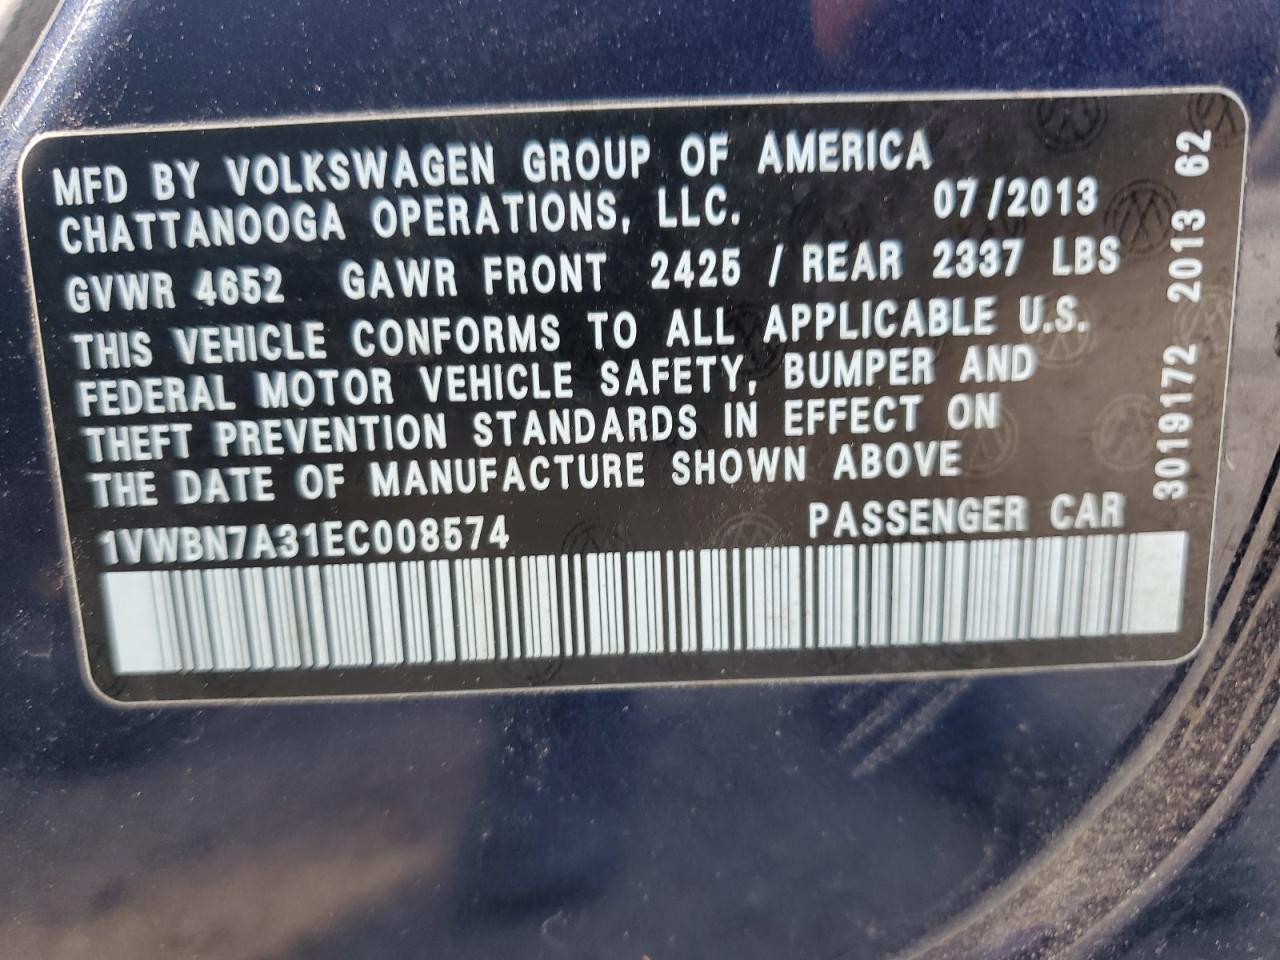 MFD BY VOLKSWAGEN GROUP OF AMERICA
CHATTANOOGA OPERATIONS, LLC. 07/2013
GVWR 4652 GAWR FRONT 2425 / REAR 2337 LBS
THIS VEHICLE CONFORMS TO ALL APPLICABLE U.S.
FEDERAL MOTOR VEHICLE SAFETY, BUMPER AND
THEFT PREVENTION STANDARDS IN EFFECT ON
THE DATE OF MANUFACTURE SHOWN ABOVE
1VWBN7A31EC008574 PASSENGER CAR
3019172 2013 62